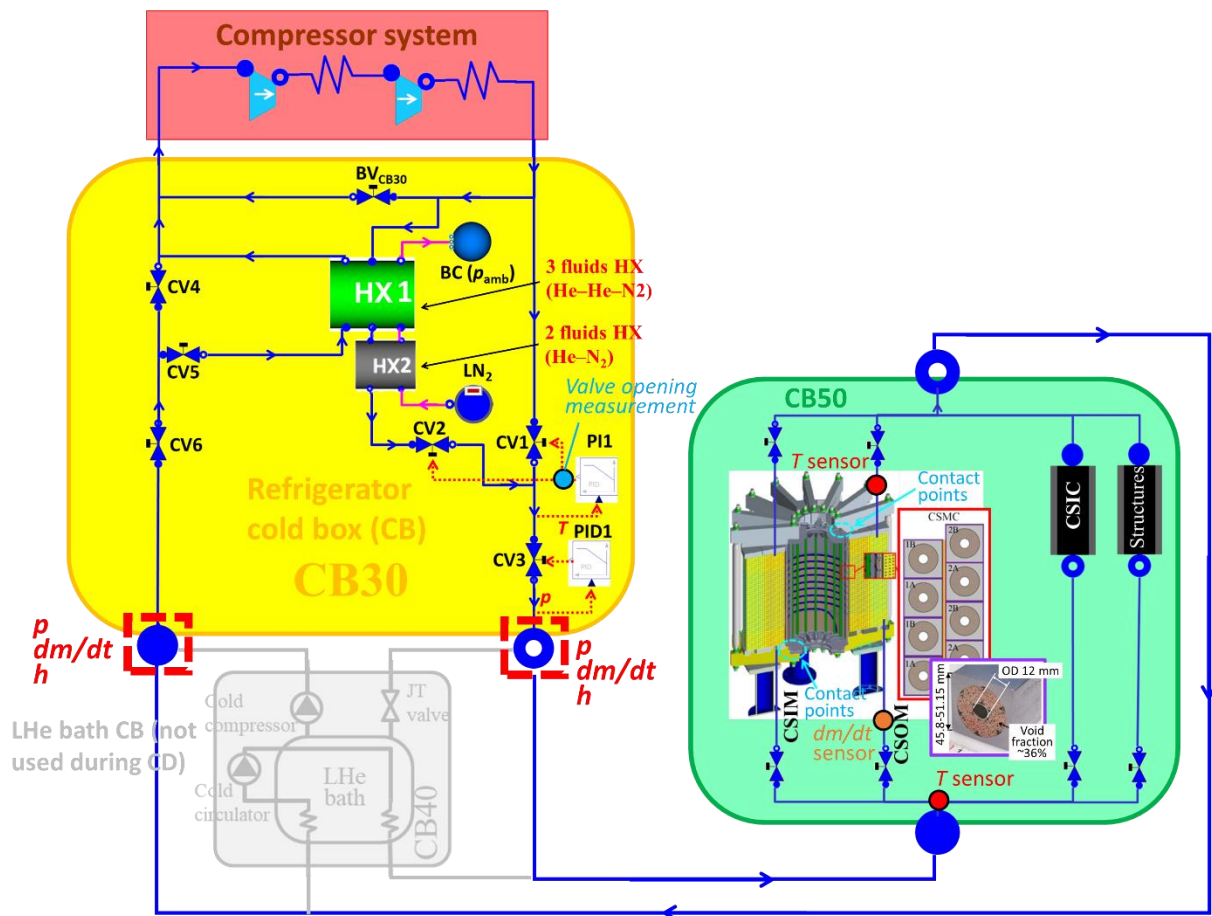 Compressor system
BV_CB30
BC (p_amb)
CV4
HX 1
3 fluids HX
(He–He–N2)
2 fluids HX
(He–N₂)
CV5
HX2
LN₂
Valve opening
measurement
CV6
CV2
CV1
PI1
PID
T
Refrigerator
cold box (CB)
CB30
PID1
CV3
PID
p
p
dm/dt
h
p
dm/dt
h
Cold
compressor
JT
valve
LHe bath CB (not
used during CD)
LHe
bath
Cold
circulator
CB40
CB50
T sensor
Contact
points
CSMC
1B
2B
1A
2A
1B
2B
1A
2A
CSIC
Structures
OD 12 mm
45.8-51.15 mm
Void
fraction
~36%
Contact
points
CSIM
dm/dt
sensor
CSOM
T sensor